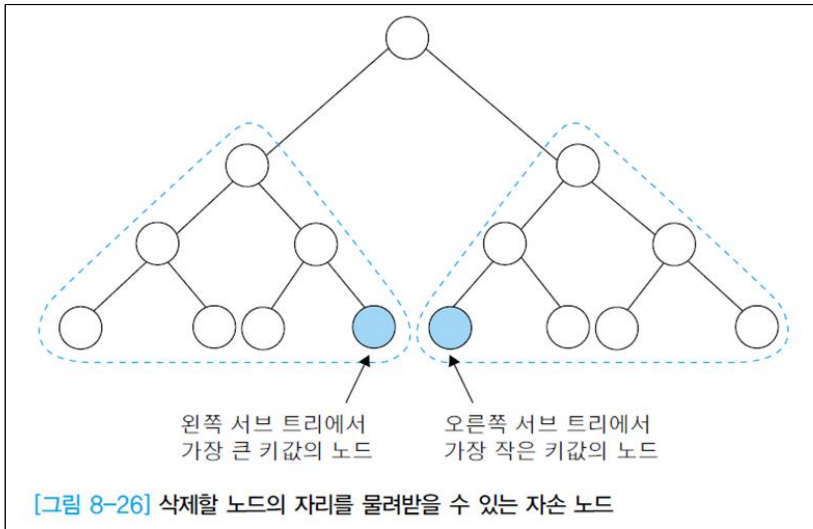 왼쪽 서브 트리에서
가장 큰 키값의 노드
오른쪽 서브 트리에서
가장 작은 키값의 노드
[그림 8-26] 삭제할 노드의 자리를 물려받을 수 있는 자손 노드